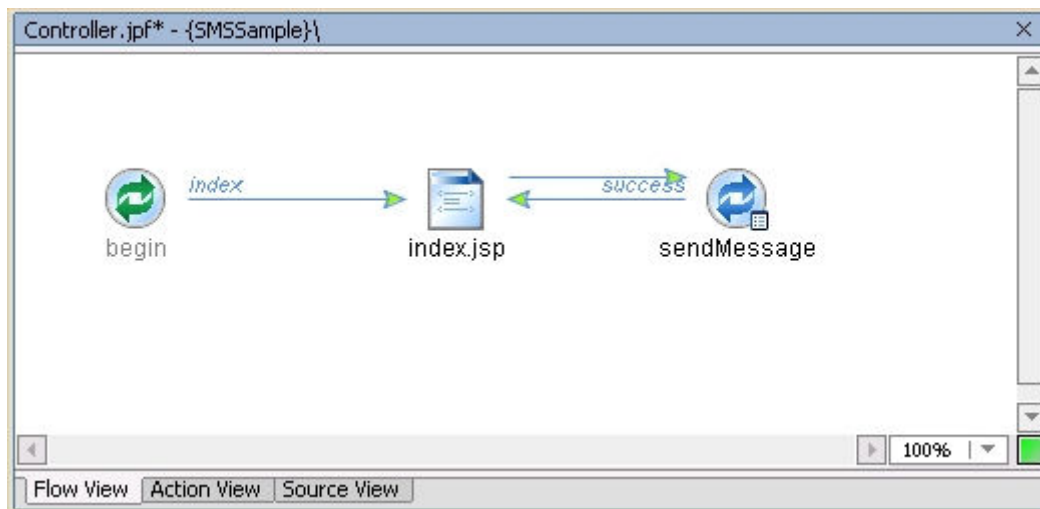 Controller.jpf* - {SMSSample}\
index
success
begin
index.jsp
sendMessage
100%
Flow View
Action View
Source View